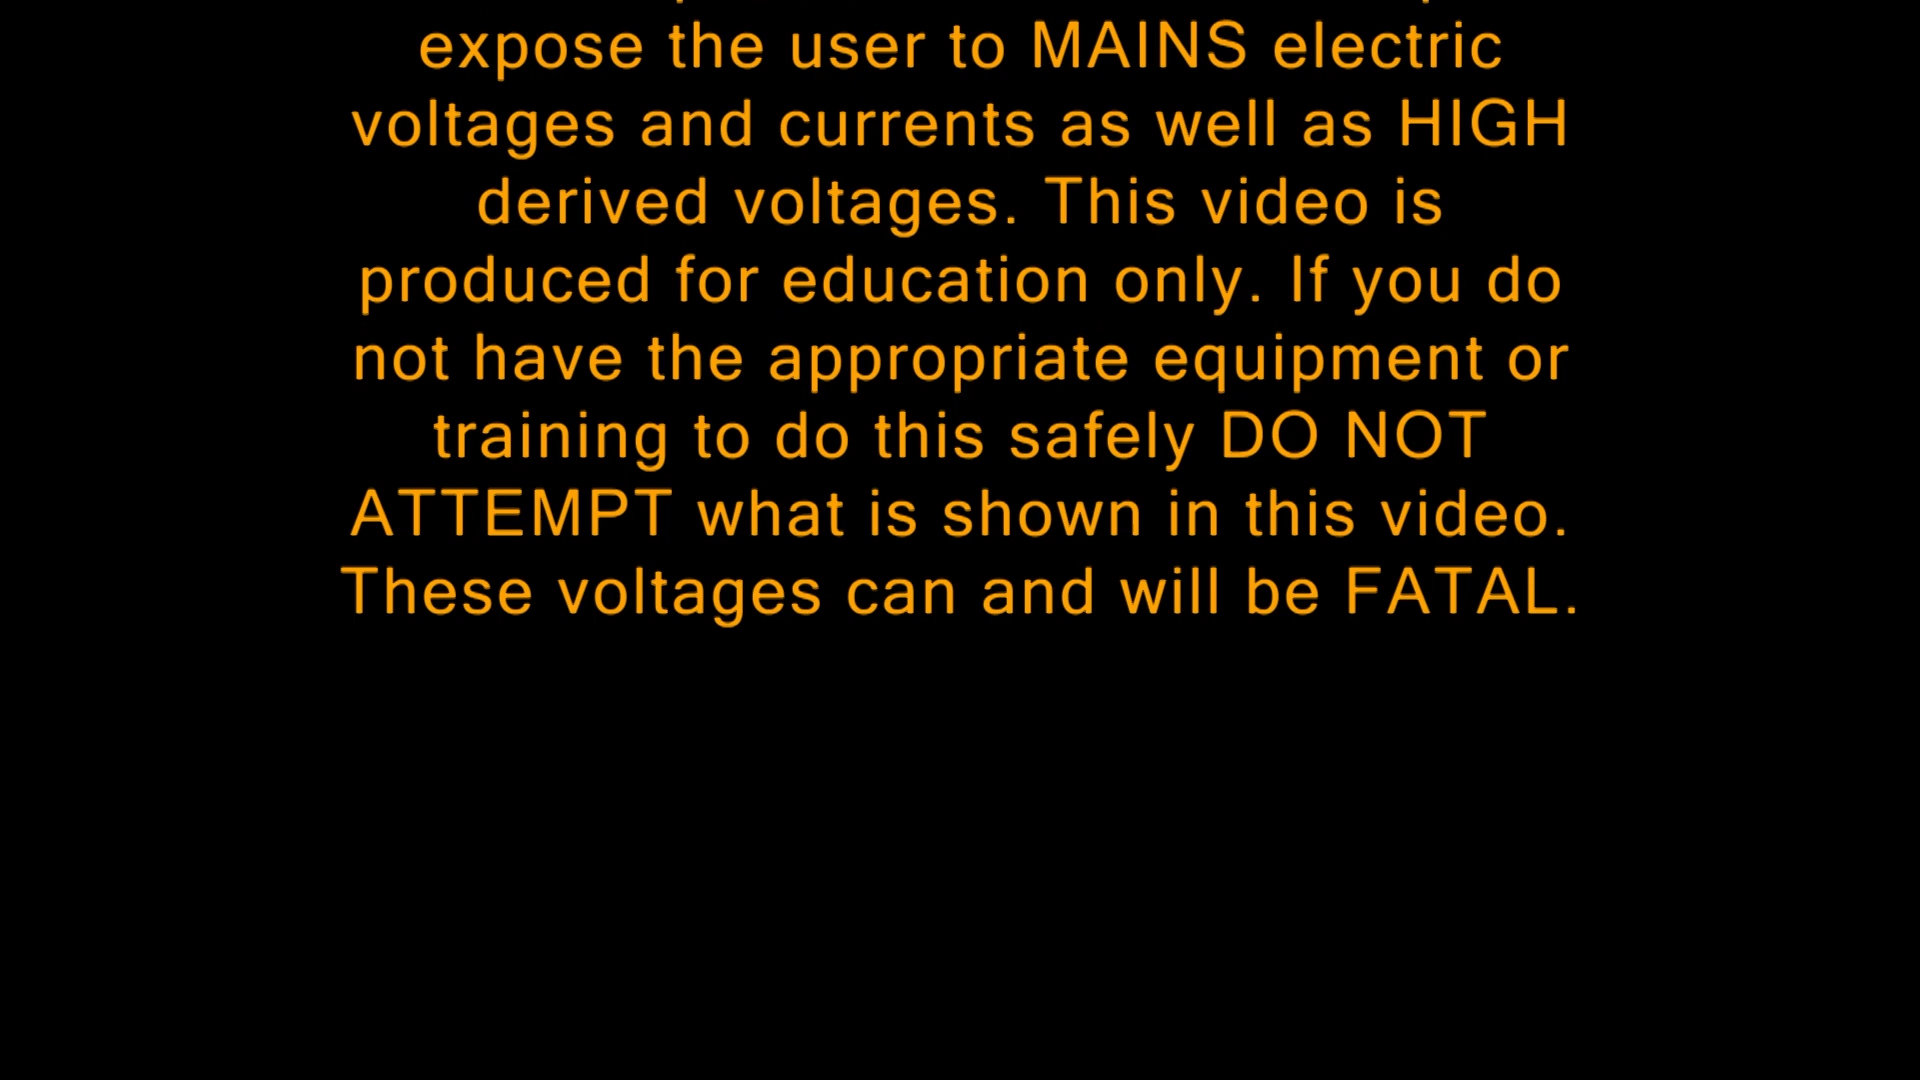 expose the user to MAINS electric
voltages and currents as well as HIGH
derived voltages. This video is
produced for education only. If you do
not have the appropriate equipment or
training to do this safely DO NOT
ATTEMPT what is shown in this video.
These voltages can and will be FATAL.